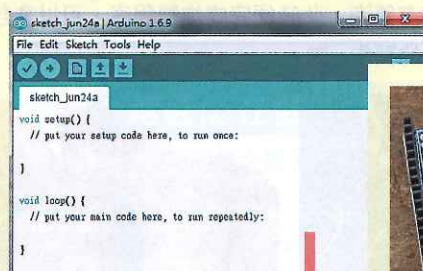 sketch_jun24a | Arduino 1.6.9
File Edit Sketch Tools Help
sketch_jun24a
void setup() {
// put your setup code here, to run once:
}
void loop() {
// put your main code here, to run repeatedly:
}